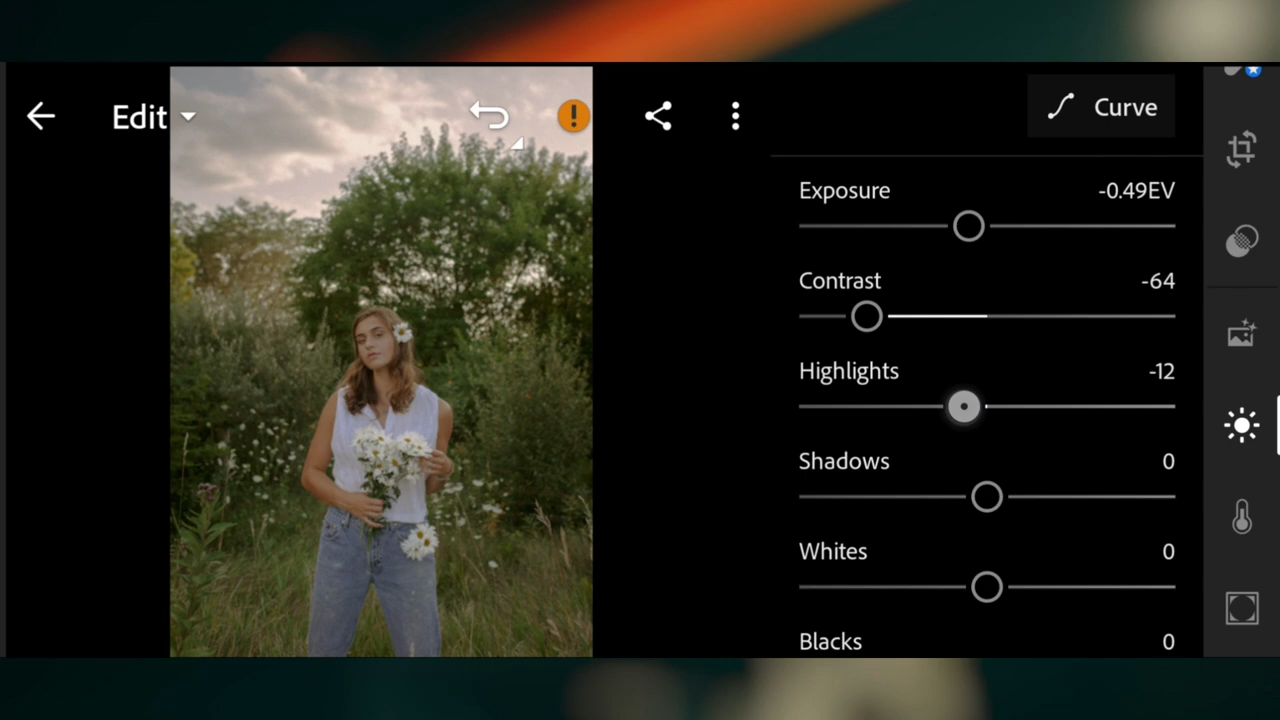 Edit
Curve
Exposure -0.49EV
Contrast -64
Highlights -12
Shadows 0
Whites 0
Blacks 0